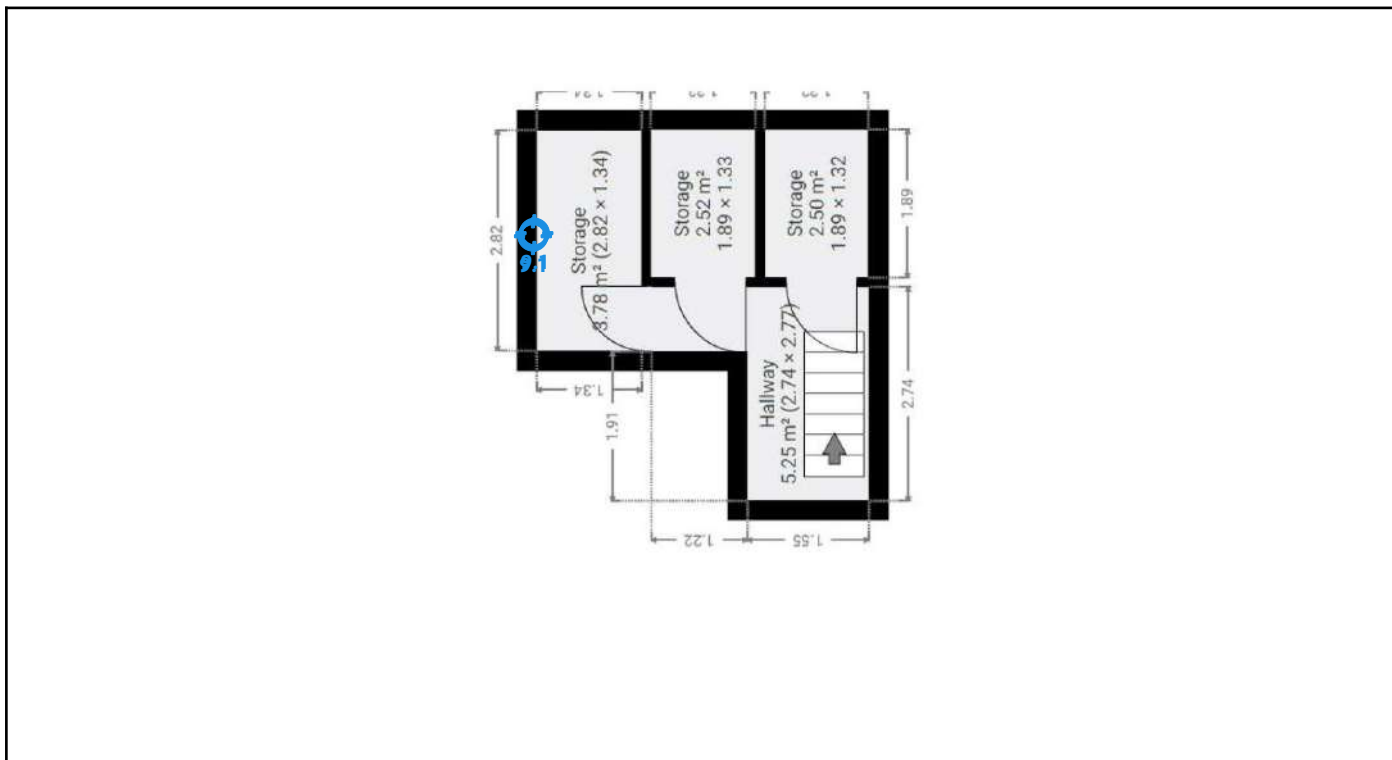 2.82
9.1
Storage
3.78 m² (2.82 × 1.34)
Storage
2.52 m²
1.89 × 1.33
Storage
2.50 m²
1.89 × 1.32
1.89
Hallway
5.25 m² (2.74 × 2.77)
2.74
1.34
1.91
1.22
1.55